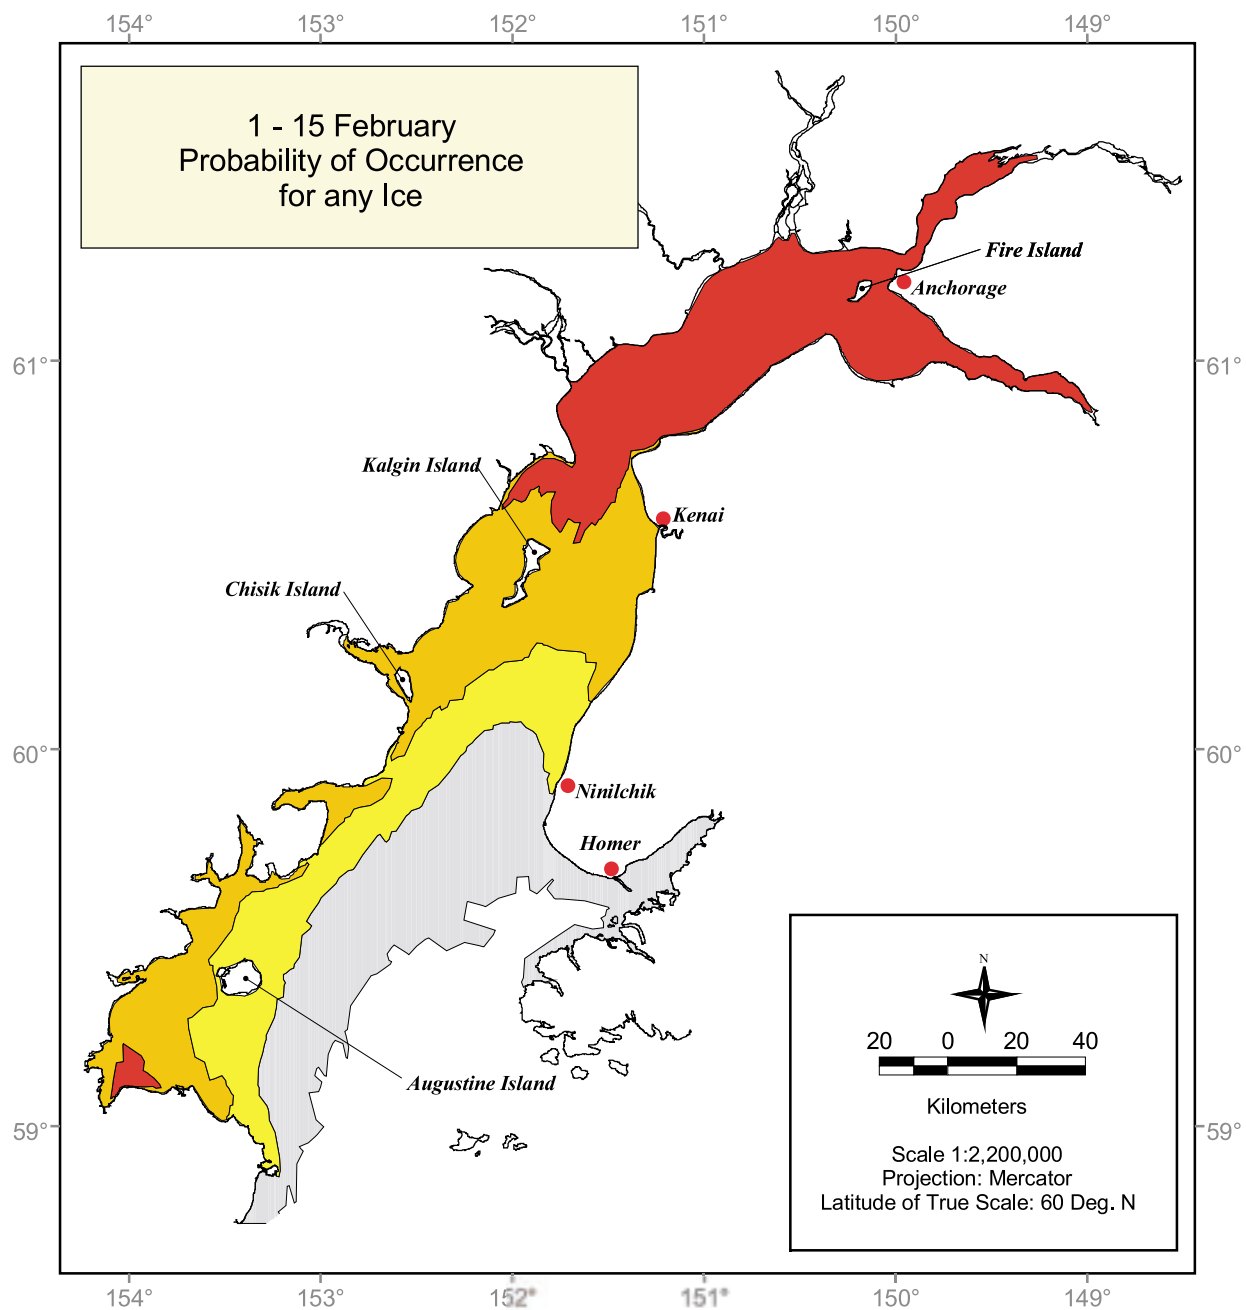 154° 153° 152° 151° 150° 149°
1 - 15 February
Probability of Occurrence
for any Ice
Fire Island
Anchorage
61° 61°
Kalgin Island
Kenai
Chisik Island
60° 60°
Ninilchik
Homer
N
20 0 20 40
Augustine Island
Kilometers
59° 59°
Scale 1:2,200,000
Projection: Mercator
Latitude of True Scale: 60 Deg. N
154° 153° 152° 151° 150° 149°